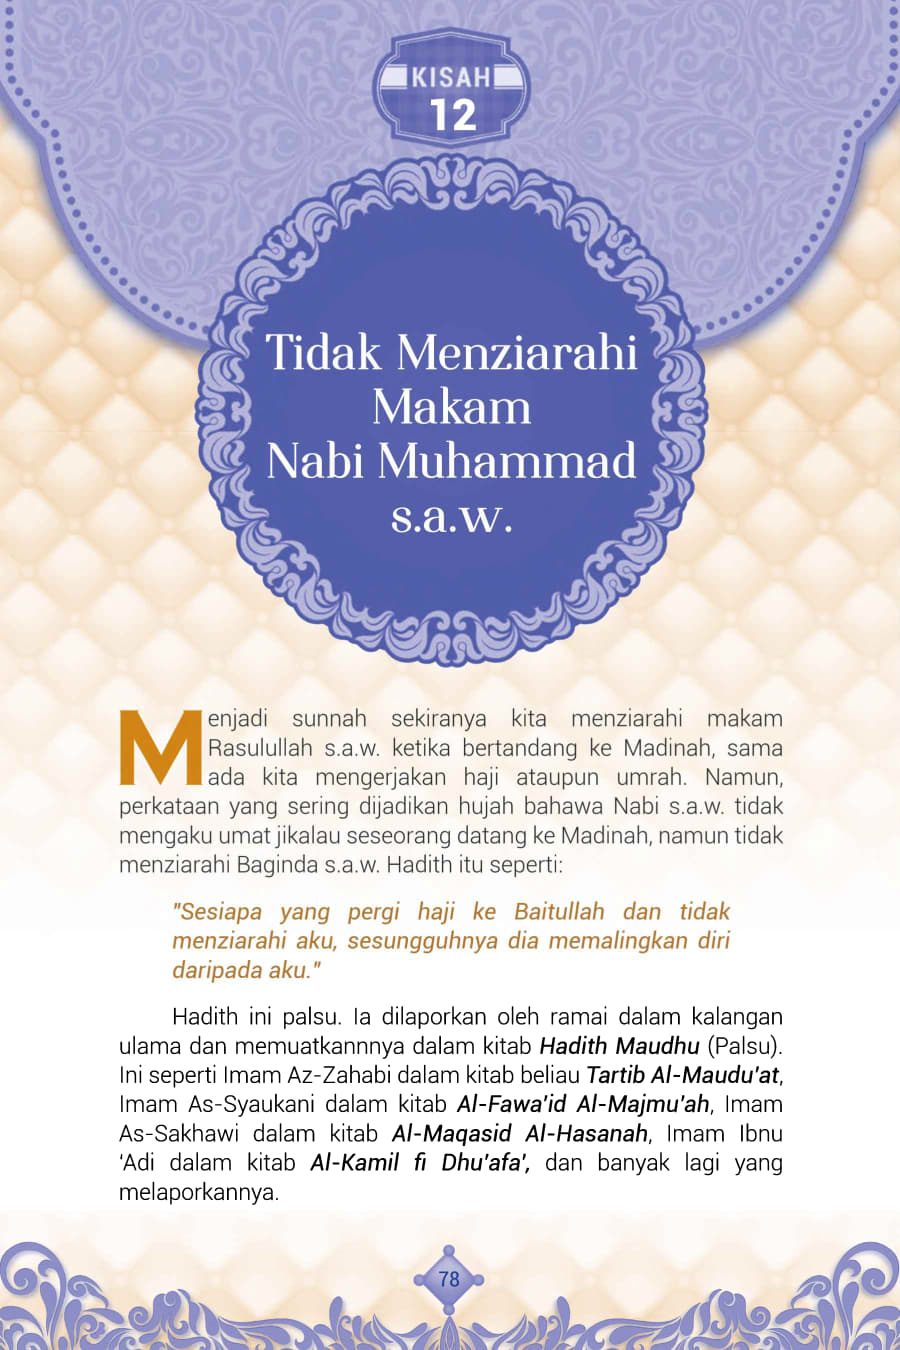 KISAH
12
Tidak Menziarahi
Makam
Nabi Muhammad
s.a.w.
Menjadi sunnah sekiranya kita menziarahi makam
Rasulullah s.a.w. ketika bertandang ke Madinah, sama
ada kita mengerjakan haji ataupun umrah. Namun,
perkataan yang sering dijadikan hujah bahawa Nabi s.a.w. tidak
mengaku umat jikalau seseorang datang ke Madinah, namun tidak
menziarahi Baginda s.a.w. Hadith itu seperti:
"Sesiapa yang pergi haji ke Baitullah dan tidak
menziarahi aku, sesungguhnya dia memalingkan diri
daripada aku."
Hadith ini palsu. Ia dilaporkan oleh ramai dalam kalangan
ulama dan memuatkannnya dalam kitab Hadith Maudhu (Palsu).
Ini seperti Imam Az-Zahabi dalam kitab beliau Tartib Al-Maudu'at,
Imam As-Syaukani dalam kitab Al-Fawa'id Al-Majmu'ah, Imam
As-Sakhawi dalam kitab Al-Maqasid Al-Hasanah, Imam Ibnu
'Adi dalam kitab Al-Kamil fi Dhu'afa', dan banyak lagi yang
melaporkannya.
78